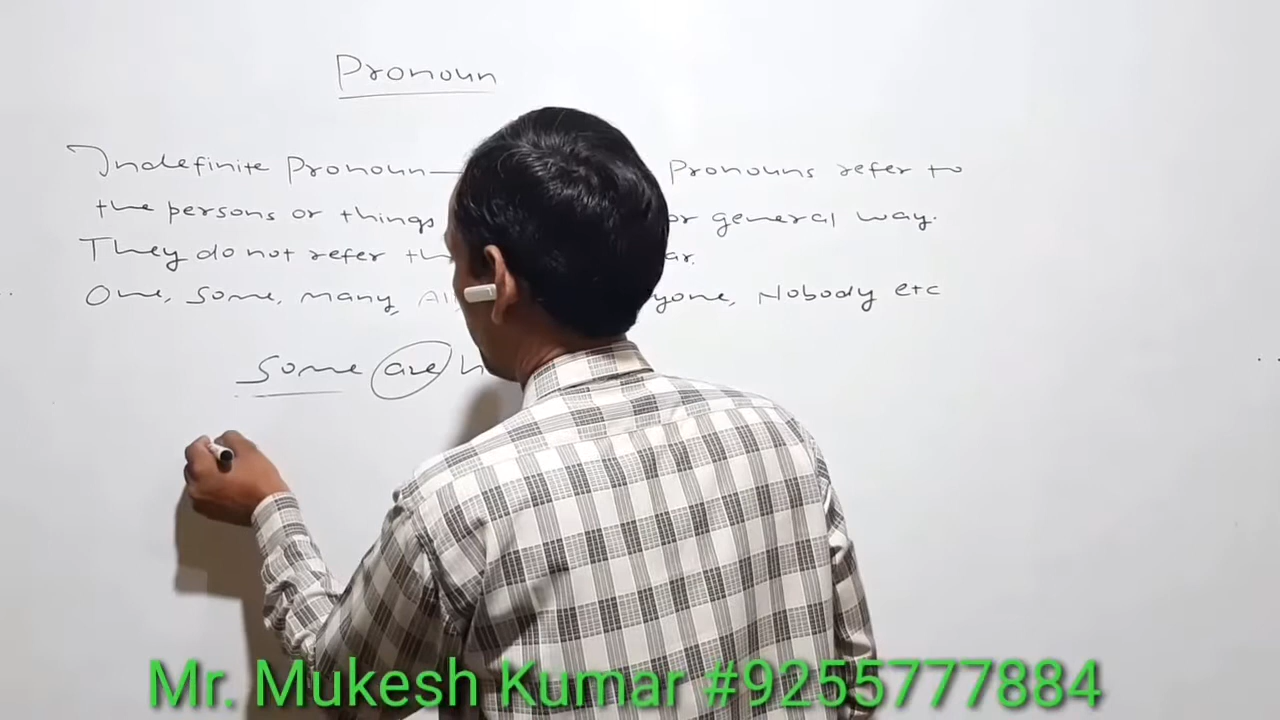 Pronoun
Indefinite Pronoun— Pronouns refer to
the persons or things or general way.
They do not refer
One, Some, many, Nobody etc
Some are
Mr. Mukesh Kumar #9255777884